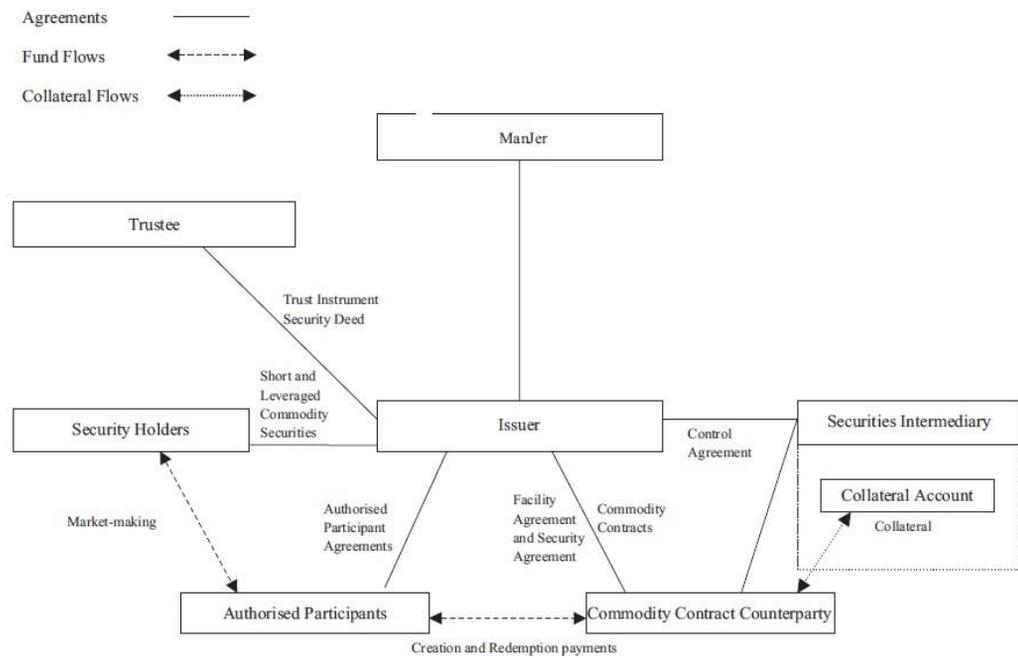 Agreements
Fund Flows
Collateral Flows
ManJer
Trustee
Trust Instrument
Security Deed
Short and
Leveraged
Commodity
Securities
Security Holders
Issuer
Securities Intermediary
Control
Agreement
Collateral Account
Collateral
Market-making
Authorised
Participant
Agreements
Facility
Agreement
and Security
Agreement
Commodity
Contracts
Authorised Participants
Commodity Contract Counterparty
Creation and Redemption payments